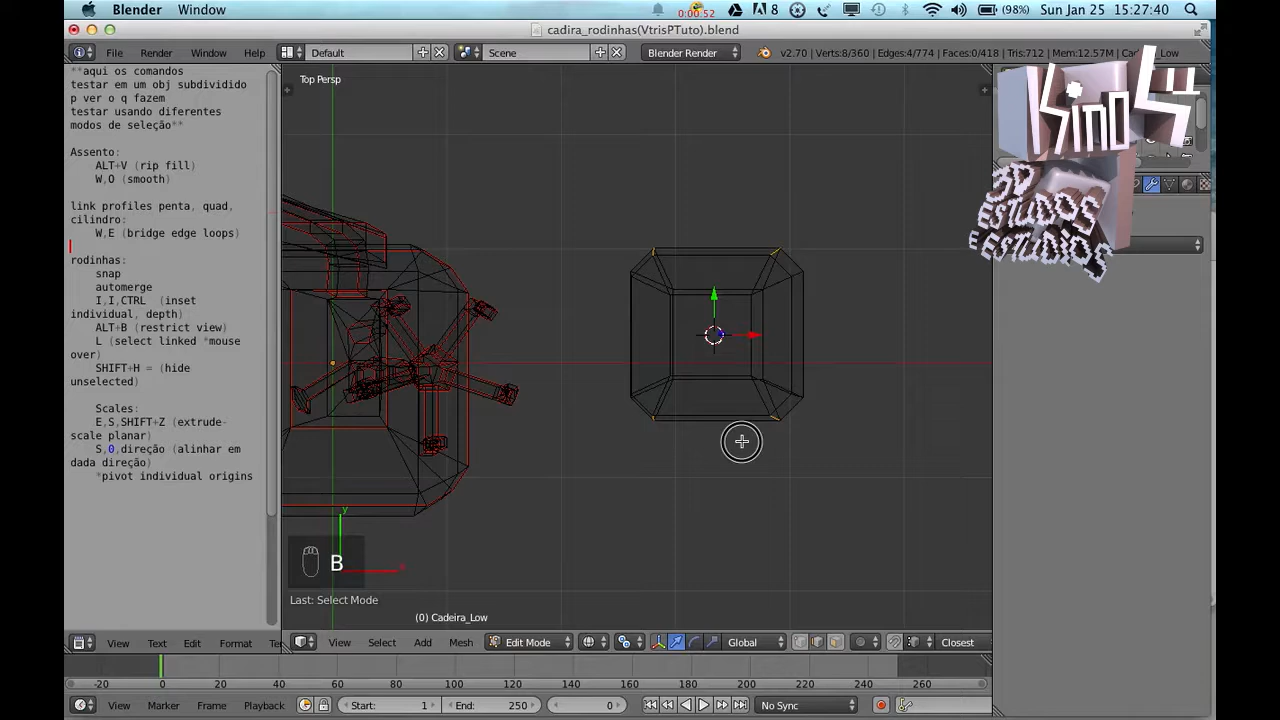 Blender Window
0:00:52
8
(98%) Sun Jan 25 15:27:40
cadira_rodinhas(VtrisPTuto).blend
File Render Window Help Default Scene Blender Render v2.70 | Verts:8/360 | Edges:4/774 | Faces:0/418 | Tris:712 | Mem:12.57M | Cad Low
**aqui os comandos
testar em um obj subdividido
p ver o q fazem
testar usando diferentes
modos de seleção**
Assento:
ALT+V (rip fill)
W,O (smooth)
link profiles penta, quad,
cilindro:
W,E (bridge edge loops)
rodinhas:
snap
automerge
I,I,CTRL (inset
individual, depth)
ALT+B (restrict view)
L (select linked *mouse
over)
SHIFT+H = (hide
unselected)
Scales:
E,S,SHIFT+Z (extrude-
scale planar)
S,0,direção (alinhar em
dada direção)
*pivot individual origins
Top Persp
3D
ESTUDOS
E ESTUDIOS
y
x
B
Last: Select Mode
(0) Cadeira_Low
View Text Edit Format Te
View Select Add Mesh Edit Mode Global Closest
-20 0 20 40 60 80 100 120 140 160 180 200 220 240 260
View Marker Frame Playback Start: 1 End: 250 0 No Sync